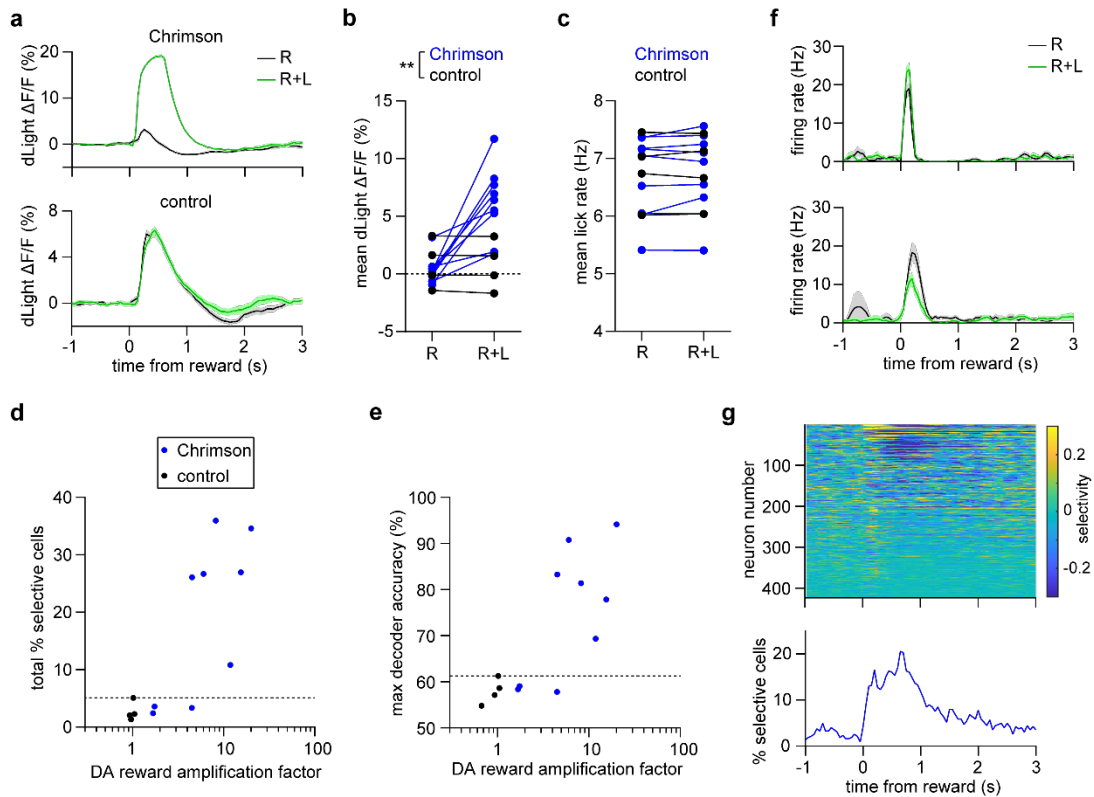 a
Chrimson
R
R+L
dLight ΔF/F (%)
20
10
0
control
dLight ΔF/F (%)
8
4
0
-4
-1 0 1 2 3
time from reward (s)
b
** Chrimson
control
mean dLight ΔF/F (%)
15
10
5
0
-5
R R+L
c
Chrimson
control
mean lick rate (Hz)
8
7
6
5
4
R R+L
f
R
R+L
firing rate (Hz)
30
20
10
0
firing rate (Hz)
30
20
10
0
-1 0 1 2 3
time from reward (s)
d
Chrimson
control
total % selective cells
40
30
20
10
0
1 10 100
DA reward amplification factor
e
max decoder accuracy (%)
100
90
80
70
60
50
1 10 100
DA reward amplification factor
g
neuron number
100
200
300
400
0.2
0
-0.2
selectivity
% selective cells
20
10
0
-1 0 1 2 3
time from reward (s)